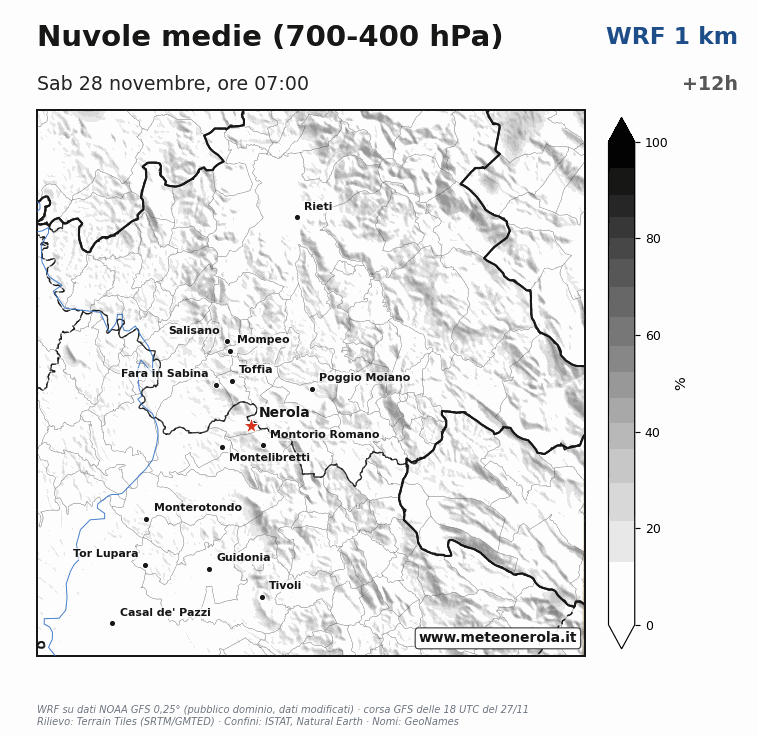 Nuvole medie (700-400 hPa)
WRF 1 km
Sab 28 novembre, ore 07:00
+12h
100
80
60
40
20
0
%
Rieti
Salisano
Mompeo
Fara in Sabina
Toffia
Poggio Moiano
Nerola
Montorio Romano
Montelibretti
Monterotondo
Tor Lupara
Guidonia
Tivoli
Casal de' Pazzi
www.meteonerola.it
WRF su dati NOAA GFS 0,25° (pubblico dominio, dati modificati) · corsa GFS delle 18 UTC del 27/11
Rilievo: Terrain Tiles (SRTM/GMTED) · Confini: ISTAT, Natural Earth · Nomi: GeoNames